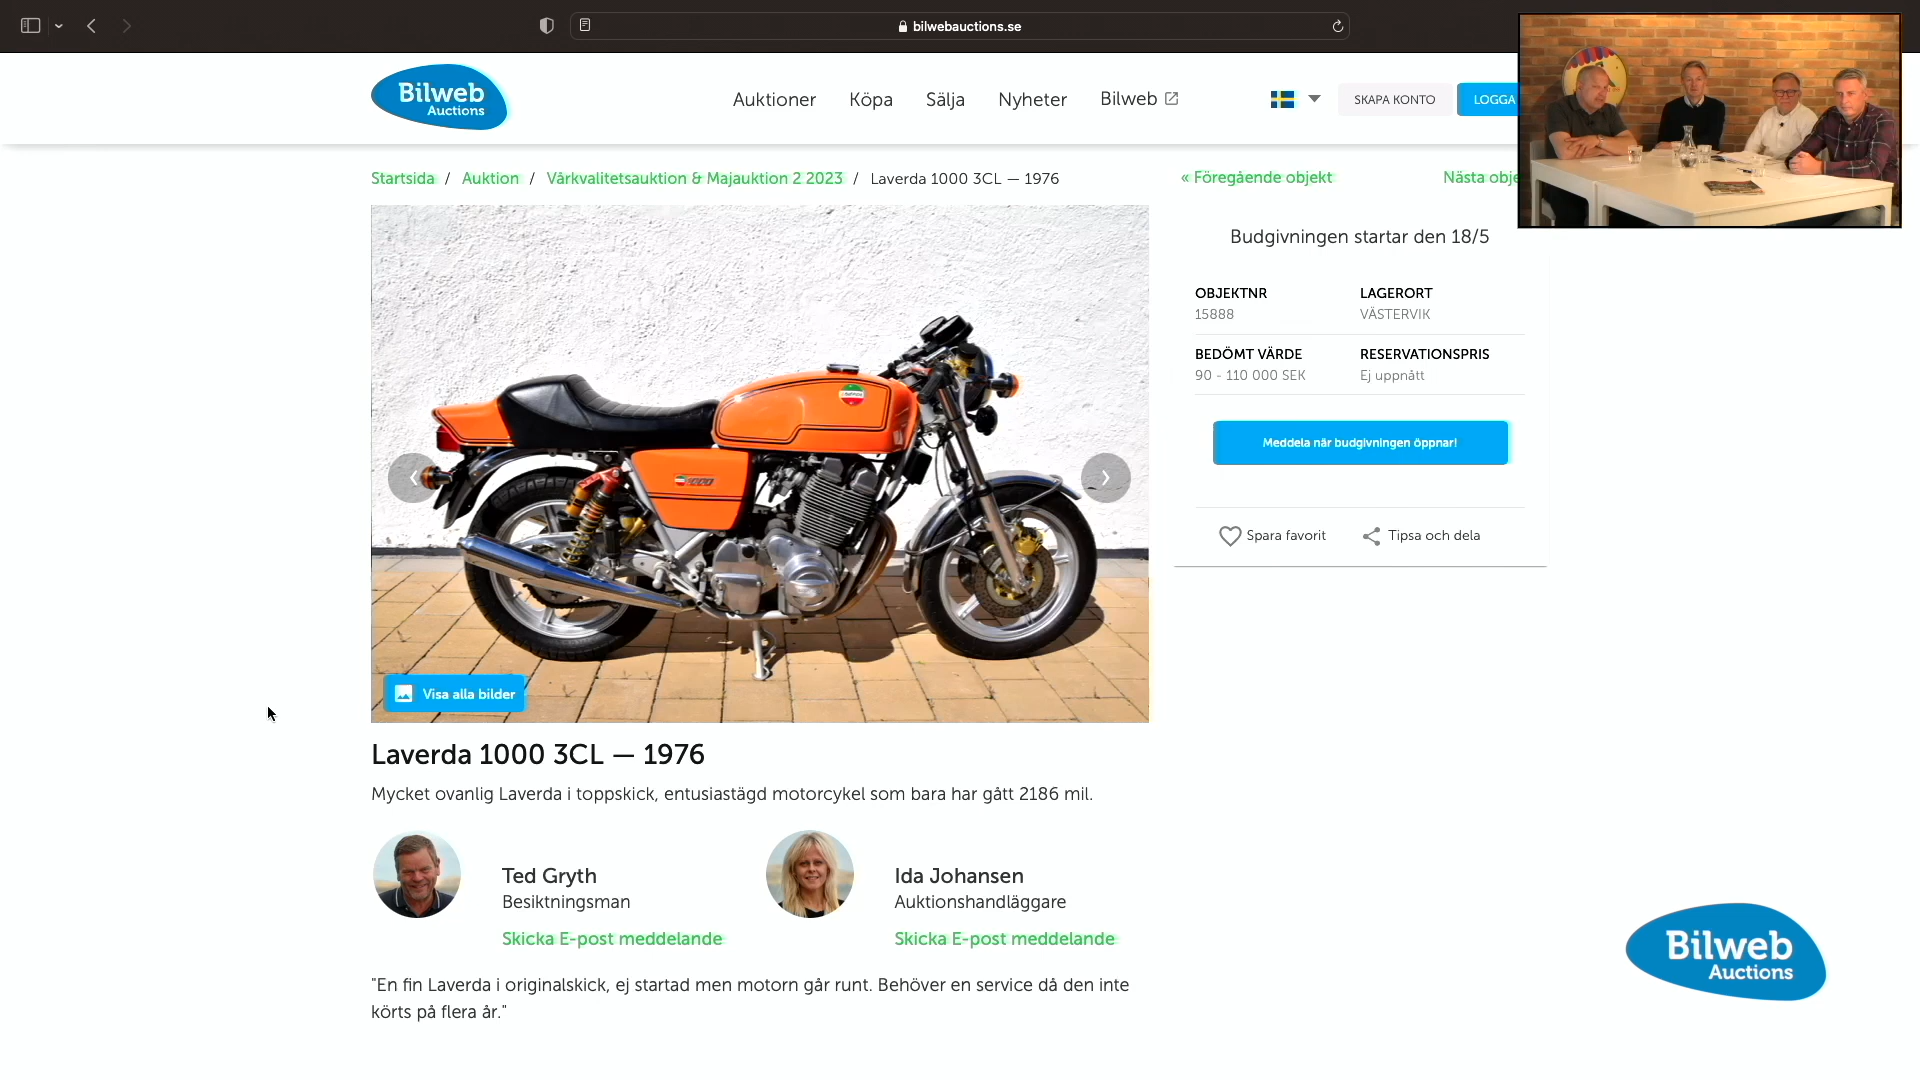 bilwebauctions.se
Bilweb
Auctions
Auktioner
Köpa
Sälja
Nyheter
Bilweb
SKAPA KONTO
LOGGA
Startsida / Auktion / Vårkvalitetsauktion & Majauktion 2 2023 / Laverda 1000 3CL — 1976
« Föregående objekt
Nästa obje
Budgivningen startar den 18/5
OBJEKTNR
15888
LAGERORT
VÄSTERVIK
BEDÖMT VÄRDE
90 - 110 000 SEK
RESERVATIONSPRIS
Ej uppnått
Meddela när budgivningen öppnar!
Spara favorit
Tipsa och dela
1000
Visa alla bilder
Laverda 1000 3CL — 1976
Mycket ovanlig Laverda i toppskick, entusiastägd motorcykel som bara har gått 2186 mil.
Ted Gryth
Besiktningsman
Skicka E-post meddelande
Ida Johansen
Auktionshandläggare
Skicka E-post meddelande
"En fin Laverda i originalskick, ej startad men motorn går runt. Behöver en service då den inte
körts på flera år."
Bilweb
Auctions